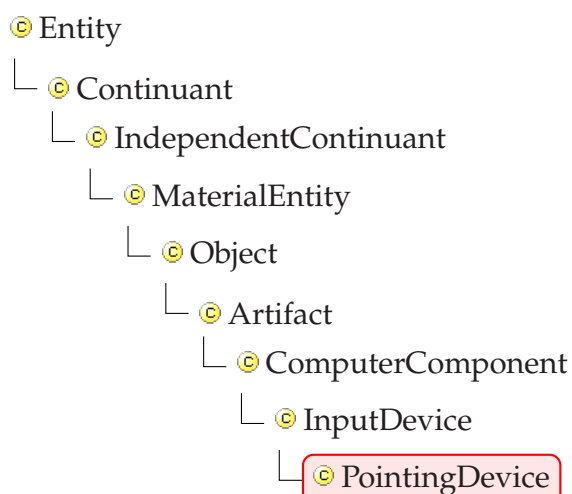 Entity
Continuant
IndependentContinuant
MaterialEntity
Object
Artifact
ComputerComponent
InputDevice
PointingDevice